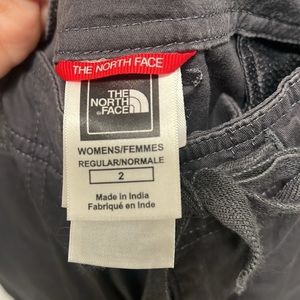 THE NORTH FACE
THE
NORTH
FACE
WOMENS/FEMMES
REGULAR/NORMALE
2
Made in India
Fabriqué en Inde